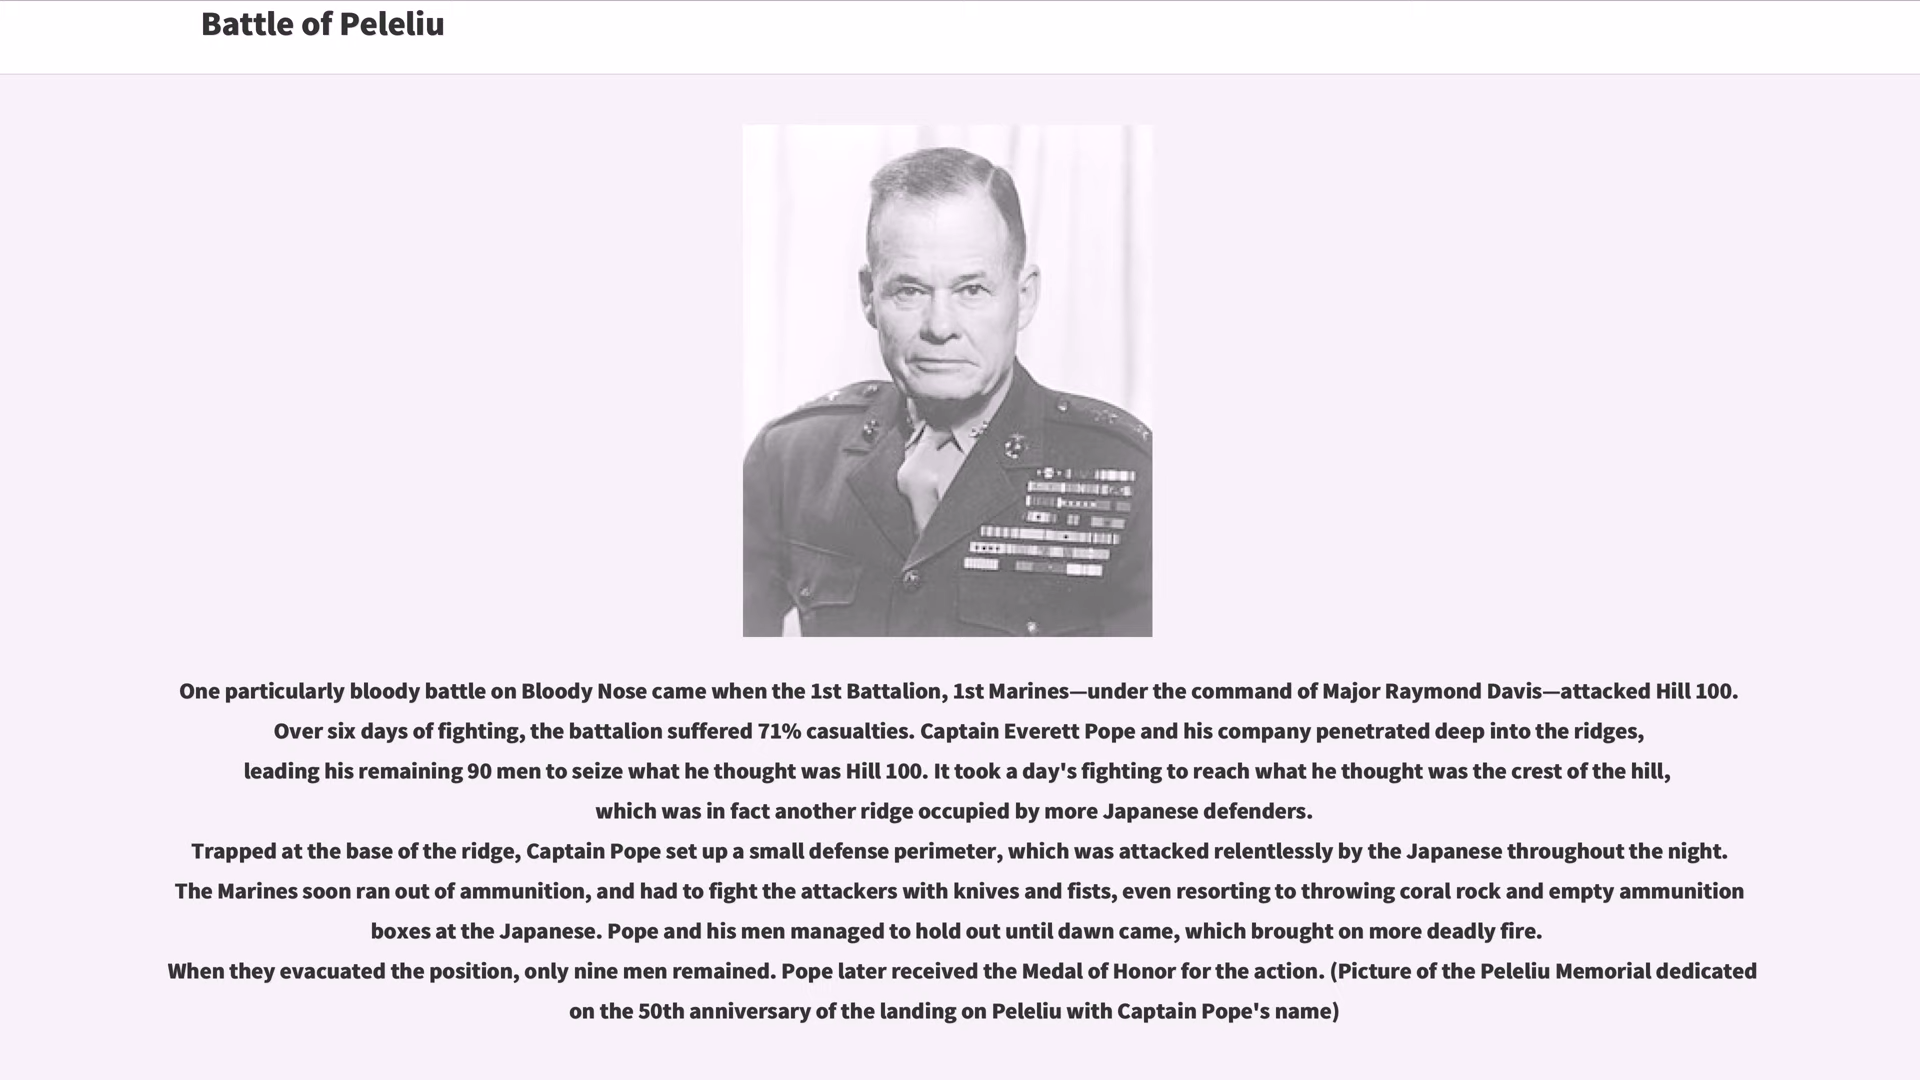 Battle of Peleliu
One particularly bloody battle on Bloody Nose came when the 1st Battalion, 1st Marines—under the command of Major Raymond Davis—attacked Hill 100.
Over six days of fighting, the battalion suffered 71% casualties. Captain Everett Pope and his company penetrated deep into the ridges,
leading his remaining 90 men to seize what he thought was Hill 100. It took a day's fighting to reach what he thought was the crest of the hill,
which was in fact another ridge occupied by more Japanese defenders.
Trapped at the base of the ridge, Captain Pope set up a small defense perimeter, which was attacked relentlessly by the Japanese throughout the night.
The Marines soon ran out of ammunition, and had to fight the attackers with knives and fists, even resorting to throwing coral rock and empty ammunition
boxes at the Japanese. Pope and his men managed to hold out until dawn came, which brought on more deadly fire.
When they evacuated the position, only nine men remained. Pope later received the Medal of Honor for the action. (Picture of the Peleliu Memorial dedicated
on the 50th anniversary of the landing on Peleliu with Captain Pope's name)